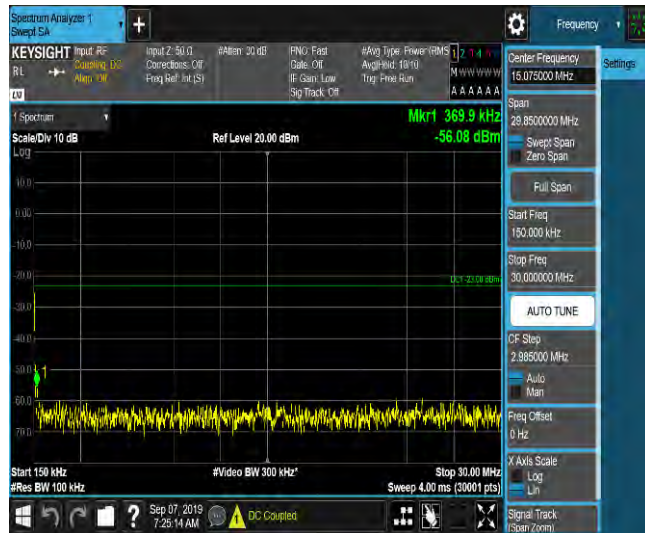 Spectrum Analyzer 1
Swept SA
Frequency
KEYSIGHT
RL
Input: RF
Coupling: DC
Align: Off
Input Z: 50 Ω
Corrections: Off
Freq Ref: Int (S)
#Atten: 30 dB
PNO: Fast
Gate: Off
IF Gain: Low
Sig Track: Off
#Avg Type: Power (RMS
Avg|Hold: 10/10
Trig: Free Run
M W W W W W
A A A A A A
LV
1 Spectrum
Scale/Div 10 dB
Log
Ref Level 20.00 dBm
Mkr1 369.9 kHz
-56.08 dBm
10.0
0.00
-10.0
-20.0
-30.0
-40.0
-50.0
-60.0
-70.0
DL1 -23.00 dBm
1
Start 150 kHz
#Res BW 100 kHz
#Video BW 300 kHz*
Stop 30.00 MHz
Sweep 4.00 ms (30001 pts)
Center Frequency
15.075000 MHz
Settings
Span
29.8500000 MHz
Swept Span
Zero Span
Full Span
Start Freq
150.000 kHz
Stop Freq
30.000000 MHz
AUTO TUNE
CF Step
2.985000 MHz
Auto
Man
Freq Offset
0 Hz
X Axis Scale
Log
Lin
Signal Track
(Span Zoom)
?
Sep 07, 2019
7:25:14 AM
DC Coupled